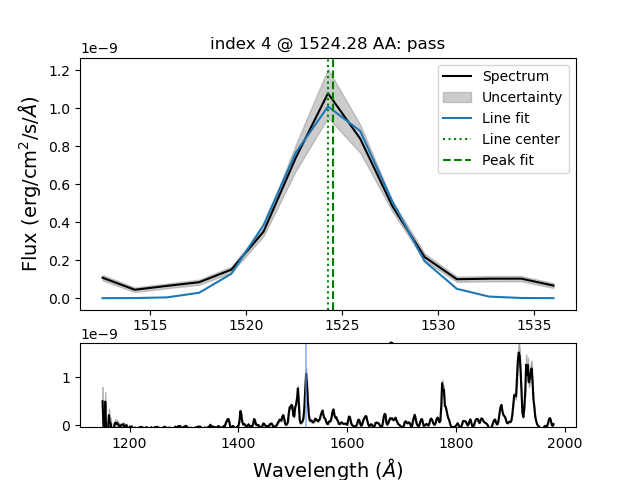 index 4 @ 1524.28 AA: pass
1e−9
Flux (erg/cm²/s/Å)
1.2
1.0
0.8
0.6
0.4
0.2
0.0
Spectrum
Uncertainty
Line fit
Line center
Peak fit
1515 1520 1525 1530 1535
1e−9
1
0
1200 1400 1600 1800 2000
Wavelength (Å)